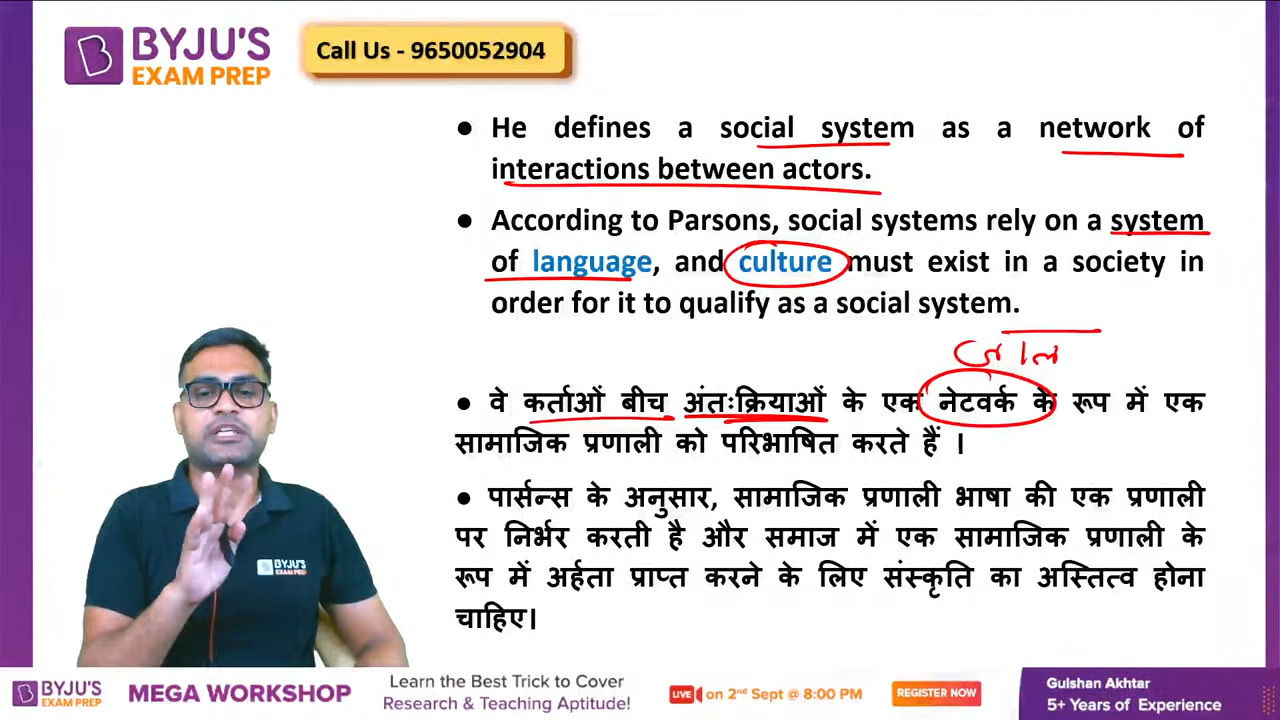 BYJU'S
EXAM PREP
Call Us - 9650052904
● He defines a social system as a network of
interactions between actors.
● According to Parsons, social systems rely on a system
of language, and culture must exist in a society in
order for it to qualify as a social system.
जाल
● वे कर्ताओं बीच अंतःक्रियाओं के एक नेटवर्क के रूप में एक
सामाजिक प्रणाली को परिभाषित करते हैं ।
● पार्सन्स के अनुसार, सामाजिक प्रणाली भाषा की एक प्रणाली
पर निर्भर करती है और समाज में एक सामाजिक प्रणाली के
रूप में अर्हता प्राप्त करने के लिए संस्कृति का अस्तित्व होना
चाहिए।
BYJU'S
EXAM PREP
BYJU'S
EXAM PREP
MEGA WORKSHOP
Learn the Best Trick to Cover
Research & Teaching Aptitude!
LIVE on 2nd Sept @ 8:00 PM
REGISTER NOW
Gulshan Akhtar
5+ Years of Experience